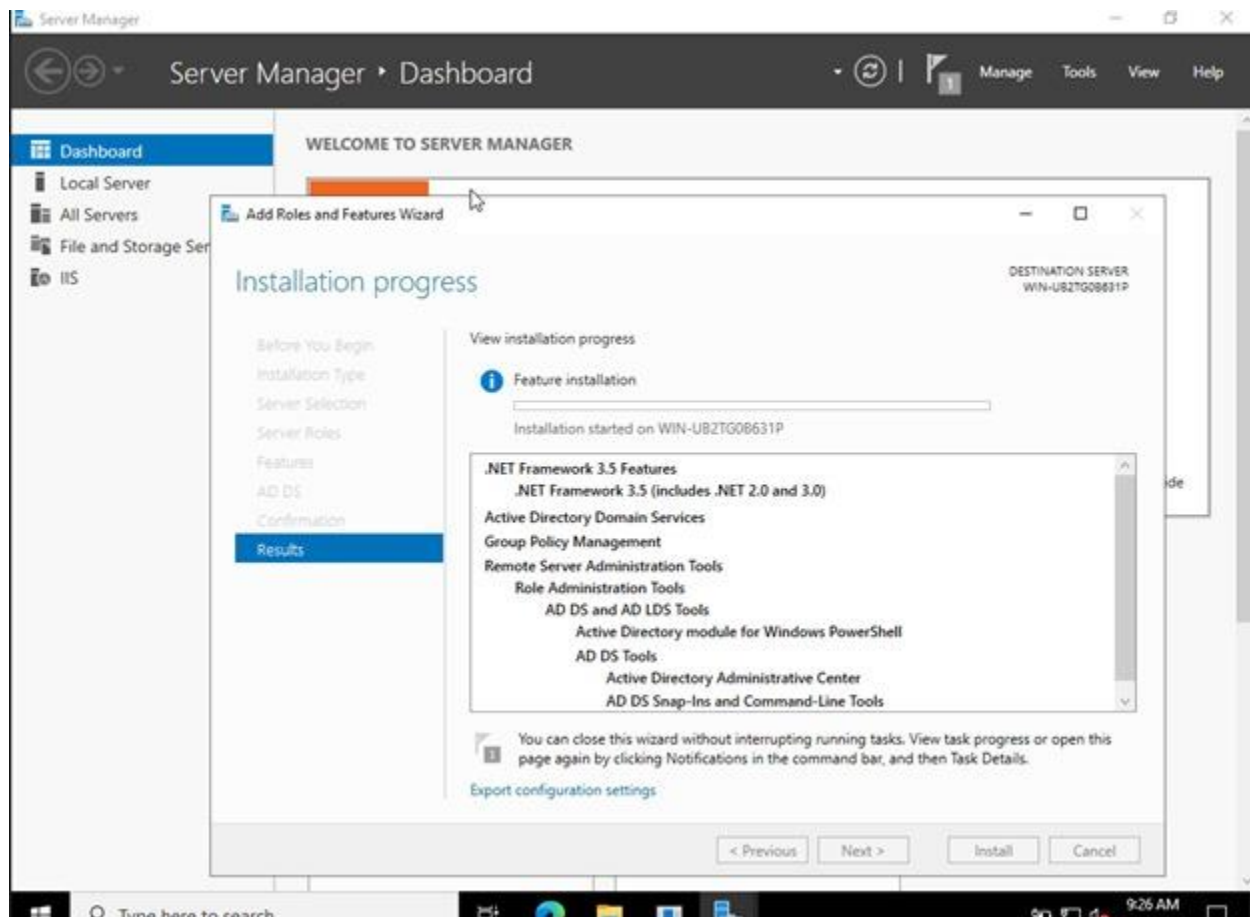 Server Manager
Server Manager • Dashboard
1
Manage
Tools
View
Help
Dashboard
Local Server
All Servers
File and Storage Ser
IIS
WELCOME TO SERVER MANAGER
Add Roles and Features Wizard
Installation progress
DESTINATION SERVER
WIN-UB2TG0B631P
Before You Begin
Installation Type
Server Selection
Server Roles
Features
AD DS
Confirmation
Results
View installation progress
Feature installation
Installation started on WIN-UB2TG0B631P
.NET Framework 3.5 Features
.NET Framework 3.5 (includes .NET 2.0 and 3.0)
Active Directory Domain Services
Group Policy Management
Remote Server Administration Tools
Role Administration Tools
AD DS and AD LDS Tools
Active Directory module for Windows PowerShell
AD DS Tools
Active Directory Administrative Center
AD DS Snap-Ins and Command-Line Tools
1
You can close this wizard without interrupting running tasks. View task progress or open this
page again by clicking Notifications in the command bar, and then Task Details.
Export configuration settings
ide
< Previous
Next >
Install
Cancel
Type here to search
9:26 AM